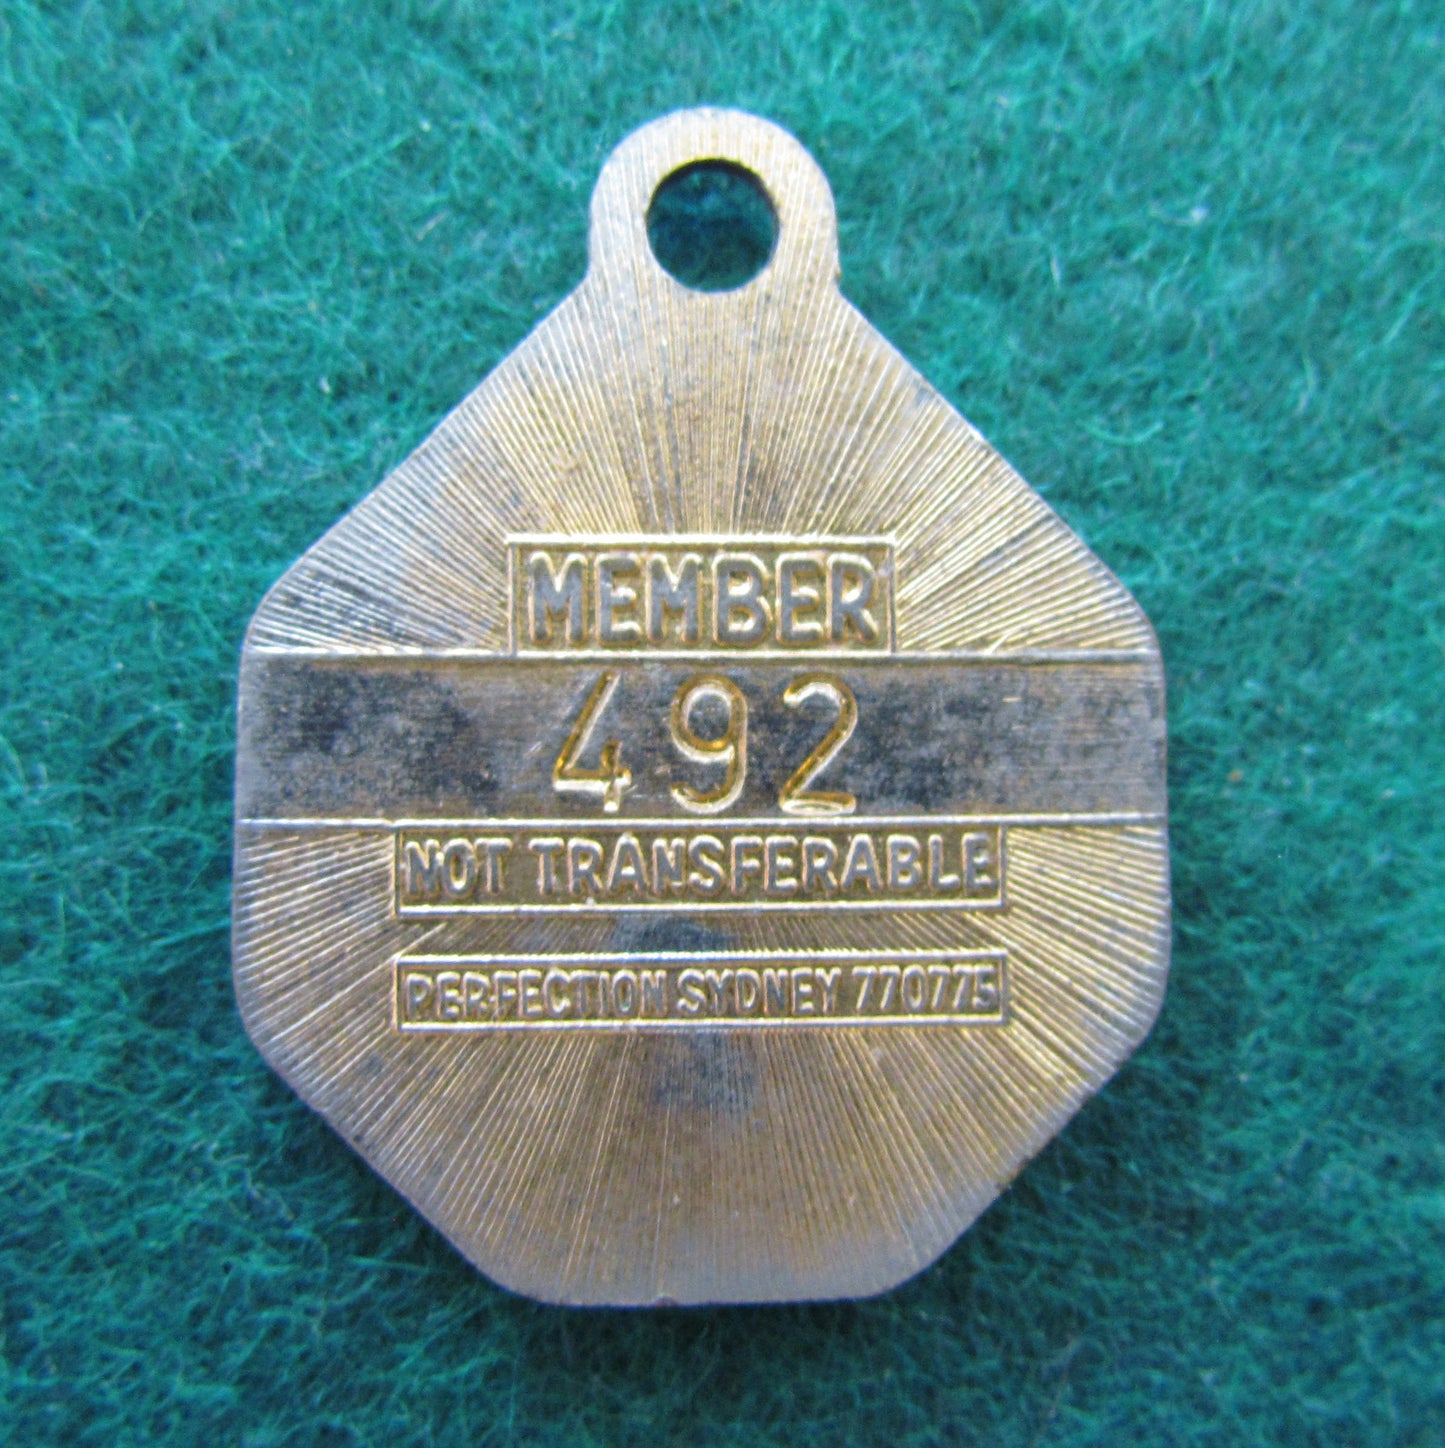 MEMBER
492
NOT TRANSFERABLE
PERFECTION SYDNEY 770775